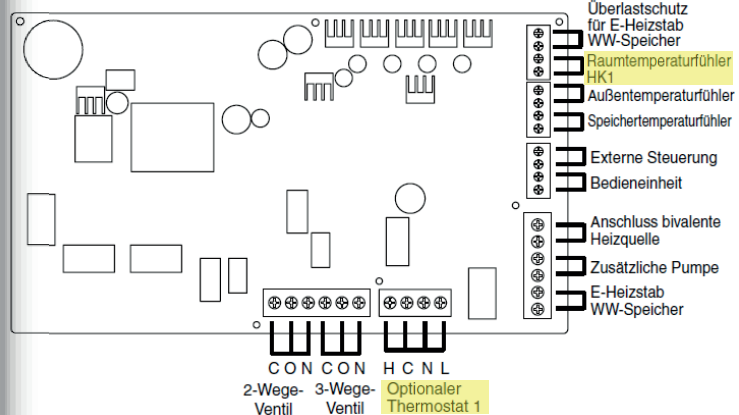 Überlastschutz
für E-Heizstab
WW-Speicher
Raumtemperaturfühler
HK1
Außentemperaturfühler
Speichertemperaturfühler
Externe Steuerung
Bedieneinheit
Anschluss bivalente
Heizquelle
Zusätzliche Pumpe
E-Heizstab
WW-Speicher
C O N C O N H C N L
2-Wege- 3-Wege- Optionaler
Ventil Ventil Thermostat 1